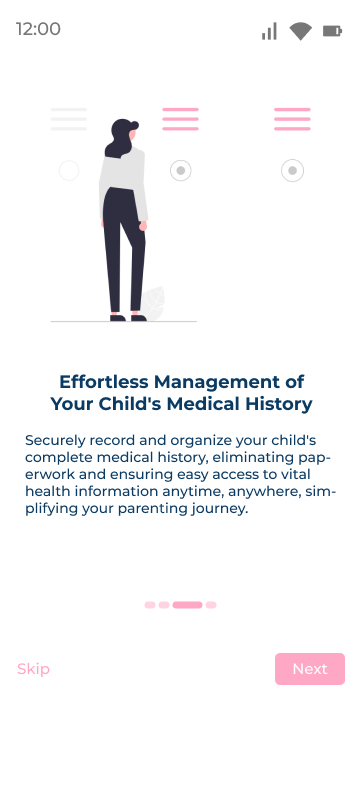 12:00
Effortless Management of
Your Child's Medical History
Securely record and organize your child's
complete medical history, eliminating pap-
erwork and ensuring easy access to vital
health information anytime, anywhere, sim-
plifying your parenting journey.
Skip
Next